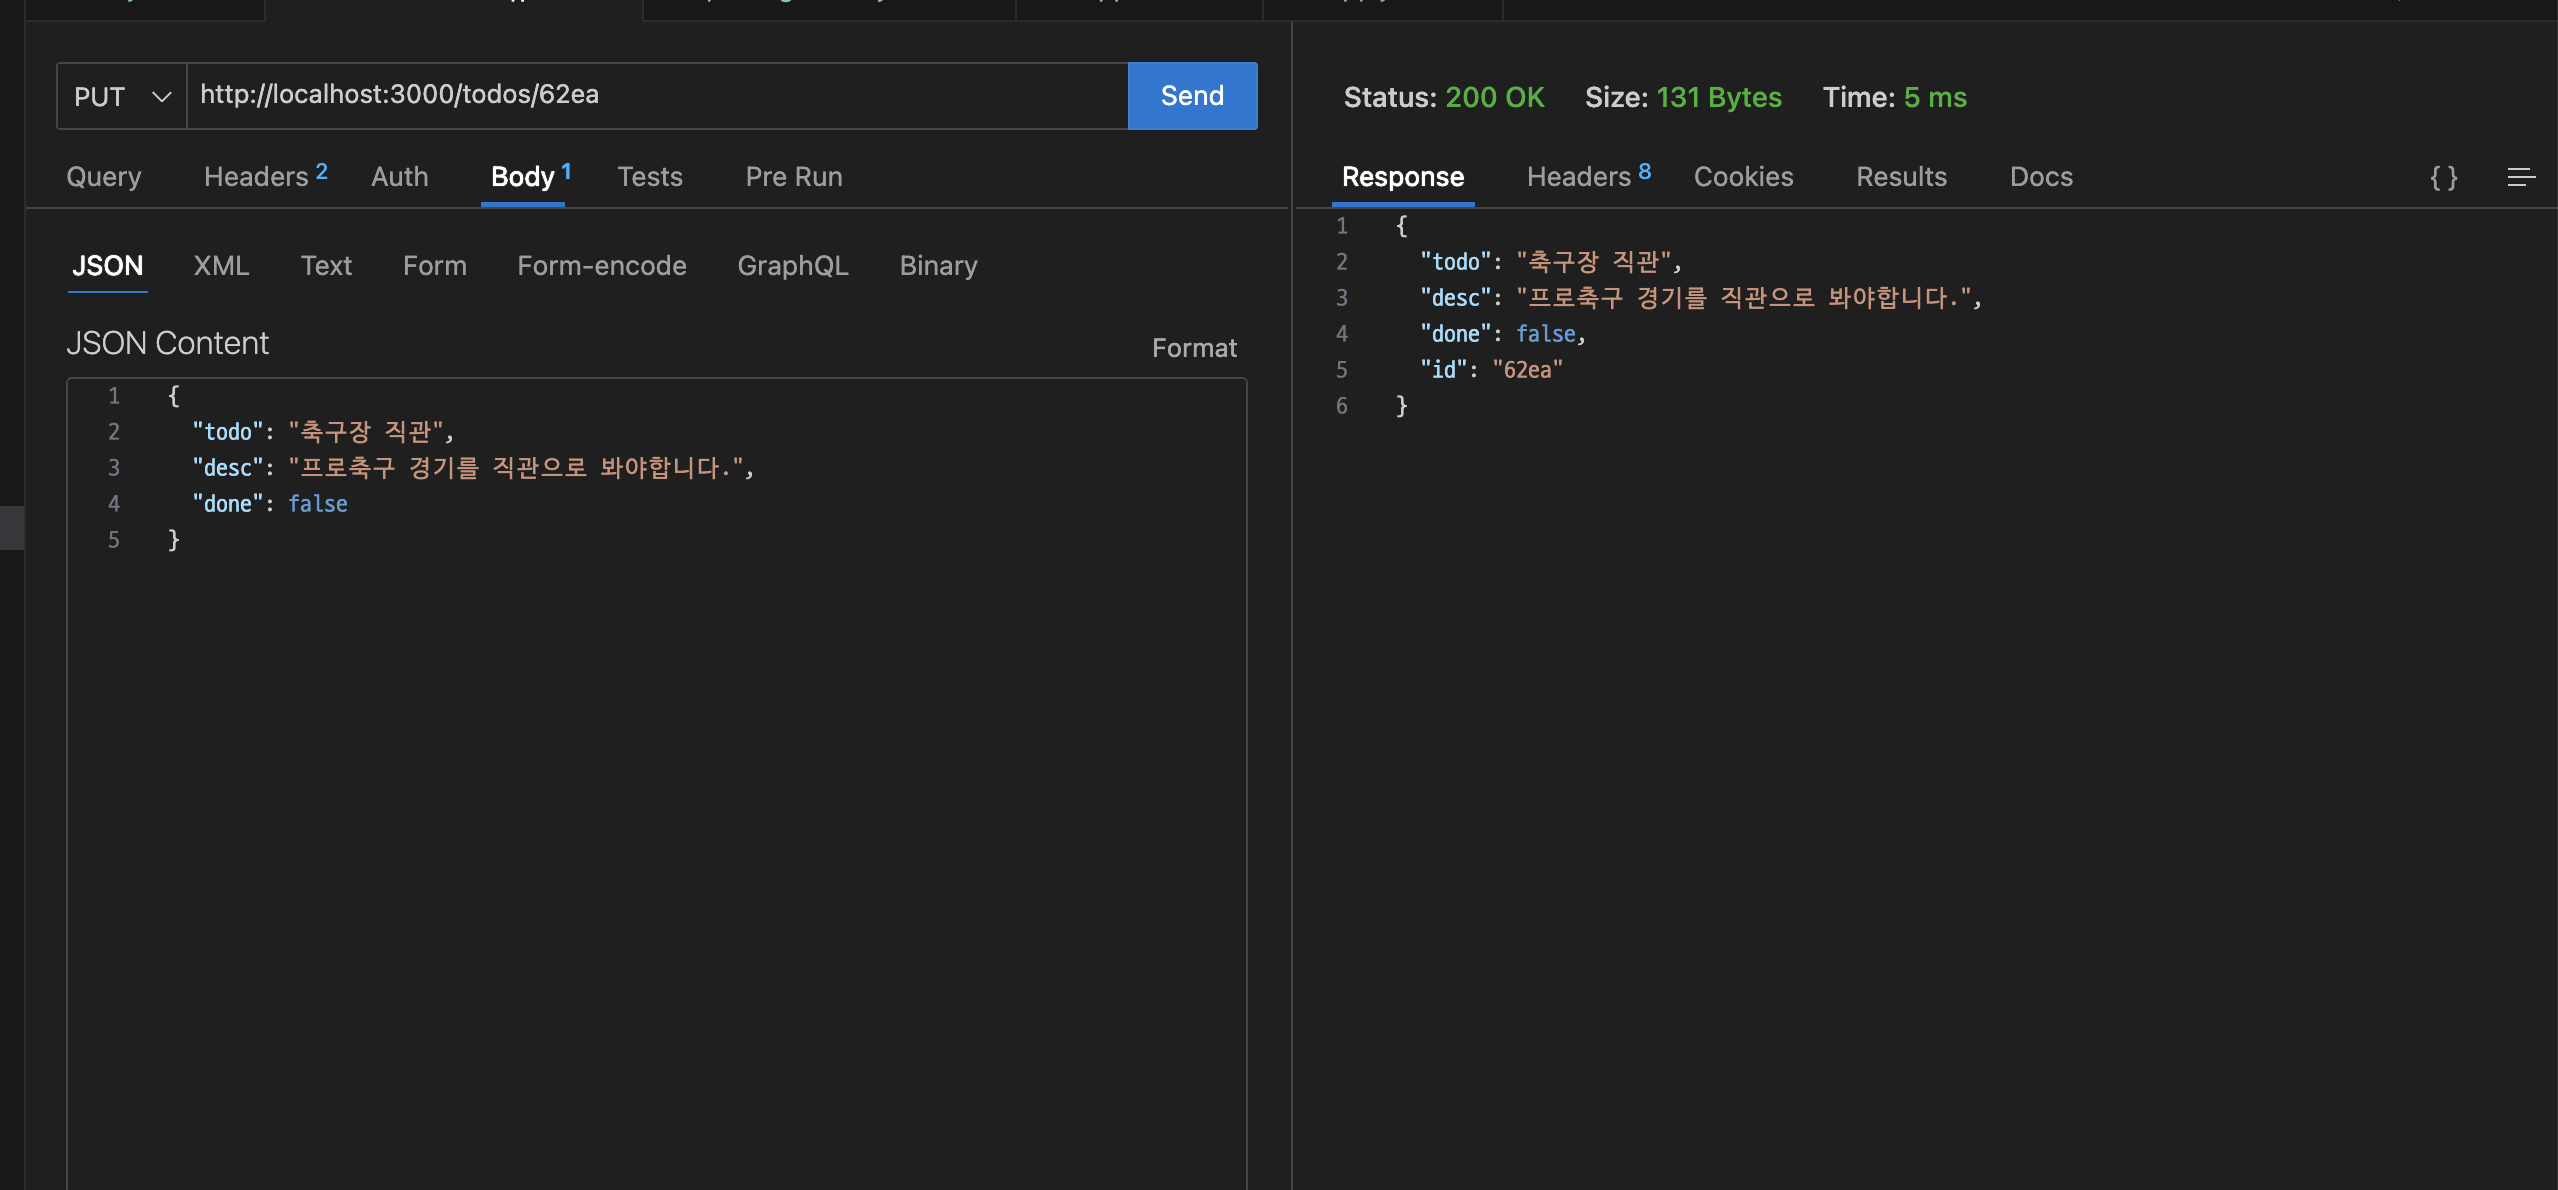 PUT http://localhost:3000/todos/62ea Send
Query Headers 2 Auth Body 1 Tests Pre Run
JSON XML Text Form Form-encode GraphQL Binary
JSON Content Format
1 {
2 "todo": "축구장 직관",
3 "desc": "프로축구 경기를 직관으로 봐야합니다.",
4 "done": false
5 }
Status: 200 OK Size: 131 Bytes Time: 5 ms
Response Headers 8 Cookies Results Docs { }
1 {
2 "todo": "축구장 직관",
3 "desc": "프로축구 경기를 직관으로 봐야합니다.",
4 "done": false,
5 "id": "62ea"
6 }